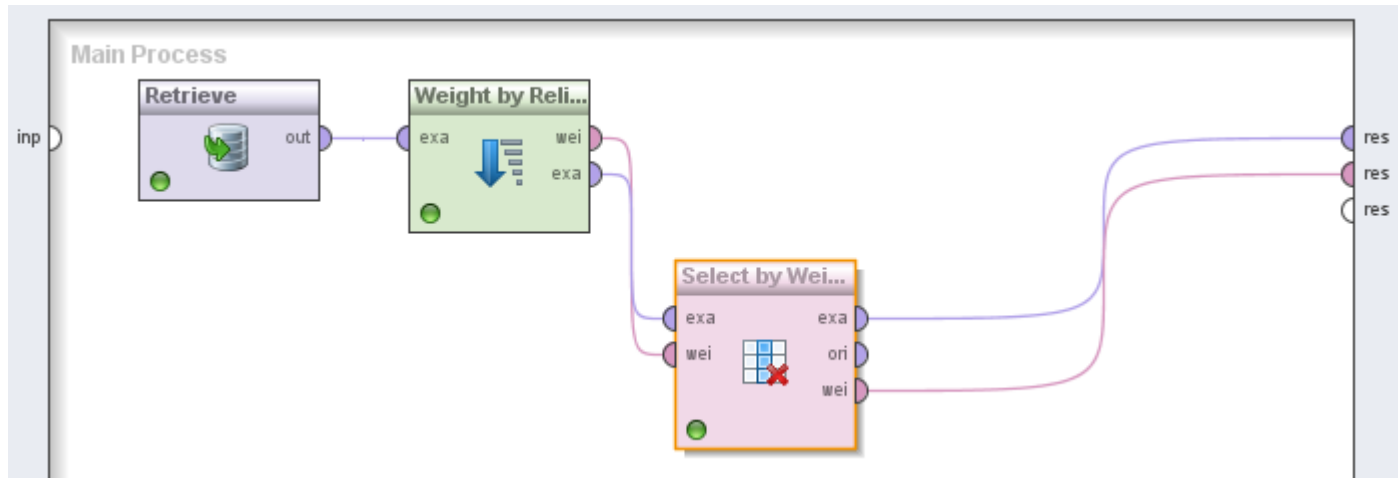 Main Process
Retrieve
out
Weight by Reli...
exa
wei
exa
inp
Select by Wei...
exa
wei
exa
ori
wei
res
res
res